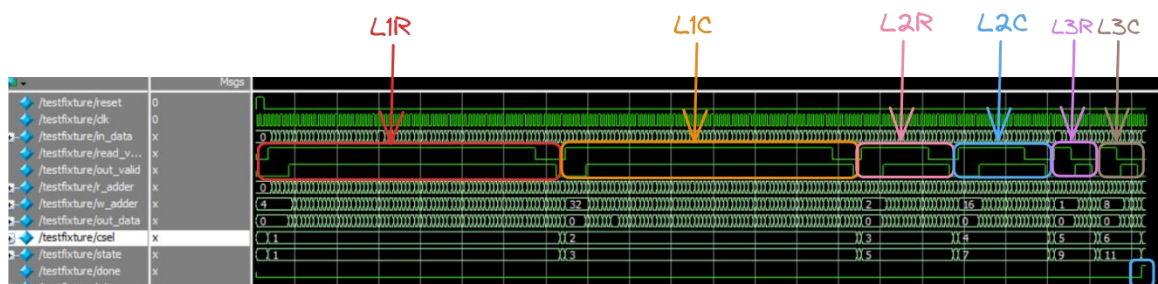 L1R L1C L2R L2C L3R L3C
Msgs
/testfixture/reset 0
/testfixture/clk 0
/testfixture/in_data x 0
/testfixture/read_v... x
/testfixture/out_valid x
/testfixture/r_adder x 0
/testfixture/w_adder x 4 32 2 16 1 8
/testfixture/out_data x 0 0 0 0 0 0
/testfixture/csel x 1 2 3 4 5 6
/testfixture/state x 1 3 5 7 9 11
/testfixture/done x